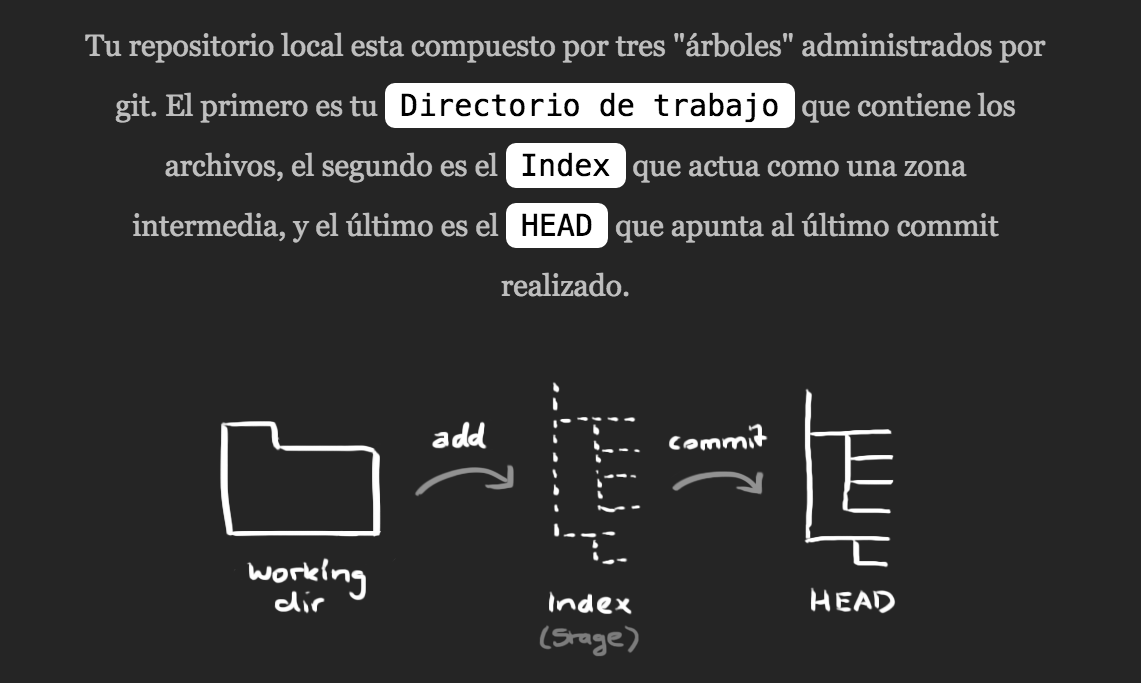 Tu repositorio local esta compuesto por tres "árboles" administrados por
git. El primero es tu Directorio de trabajo que contiene los
archivos, el segundo es el Index que actua como una zona
intermedia, y el último es el HEAD que apunta al último commit
realizado.
add
commit
working
dir
Index
(Stage)
HEAD